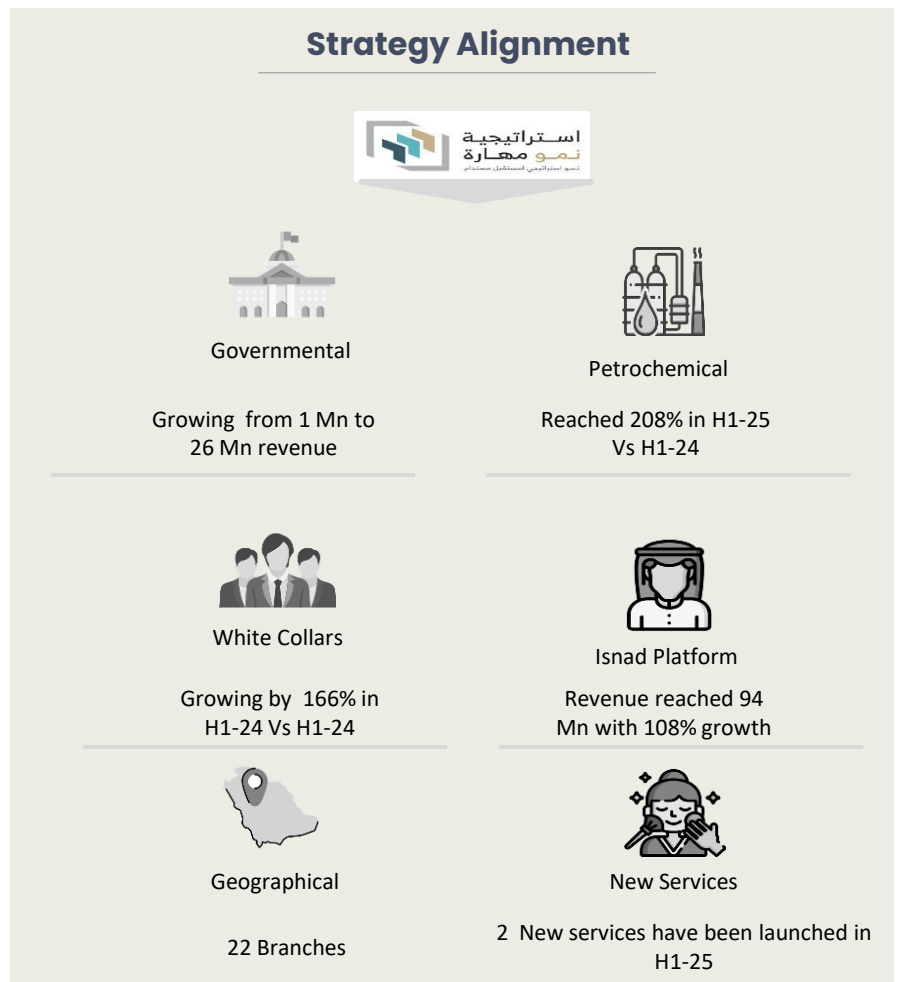 Strategy Alignment
استراتيجية
نمو مهارة
نمو استراتيجي لمستقبل مستدام
Governmental
Growing from 1 Mn to
26 Mn revenue
Petrochemical
Reached 208% in H1-25
Vs H1-24
White Collars
Growing by 166% in
H1-24 Vs H1-24
Isnad Platform
Revenue reached 94
Mn with 108% growth
Geographical
22 Branches
New Services
2 New services have been launched in
H1-25